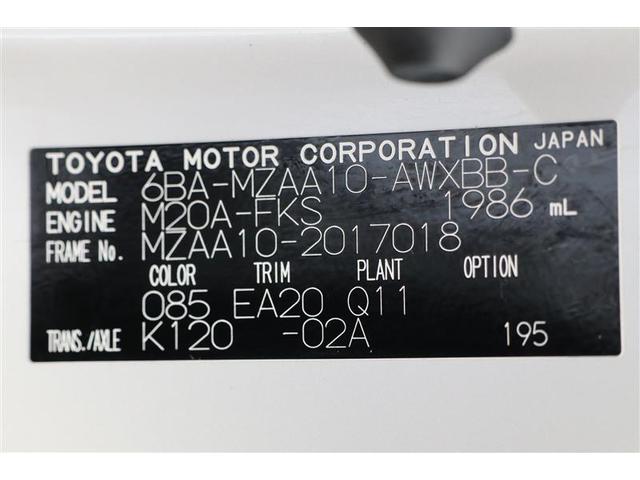 TOYOTA MOTOR CORPORATION JAPAN
MODEL 6BA-MZAA10-AWXBB-C
ENGINE M20A-FKS 1986 mL
FRAME No. MZAA10-2017018
COLOR TRIM PLANT OPTION
085 EA20 Q11
TRANS./AXLE K120 -02A 195